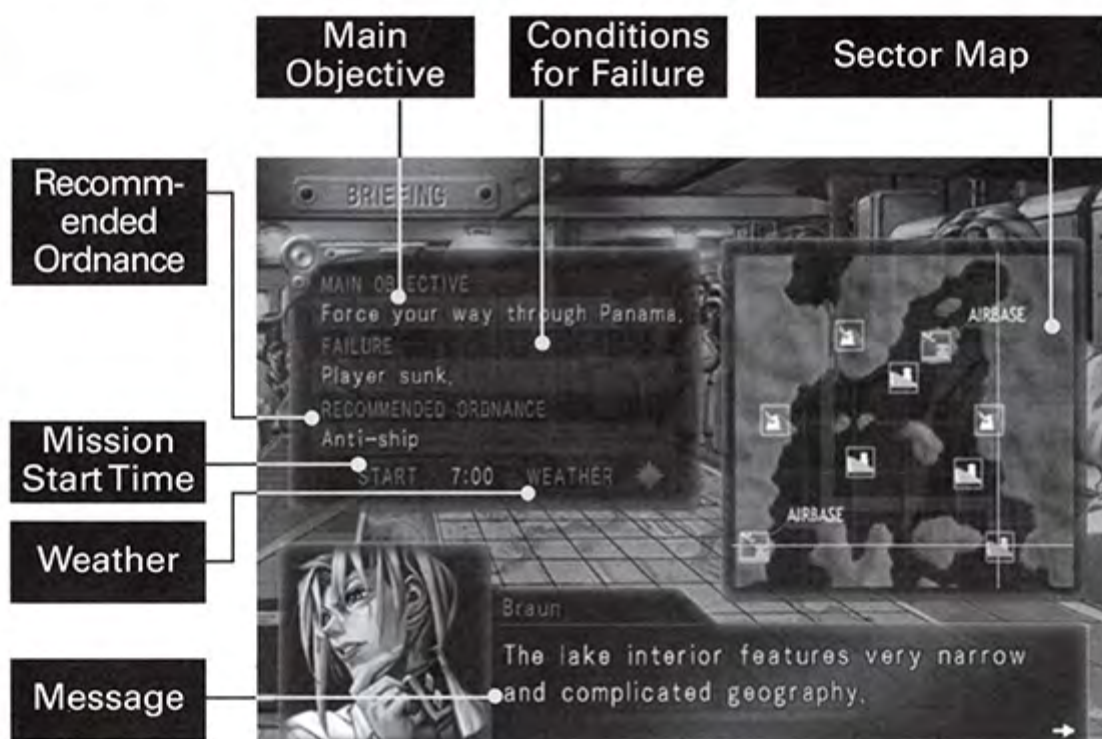 Main
Objective
Conditions
for Failure
Sector Map
Recomm-
ended
Ordnance
Mission
Start Time
Weather
Message
BRIEFING
MAIN OBJECTIVE
Force your way through Panama.
FAILURE
Player sunk.
RECOMMENDED ORDNANCE
Anti-ship
START 7:00 WEATHER
AIRBASE
AIRBASE
Braun
The lake interior features very narrow
and complicated geography.